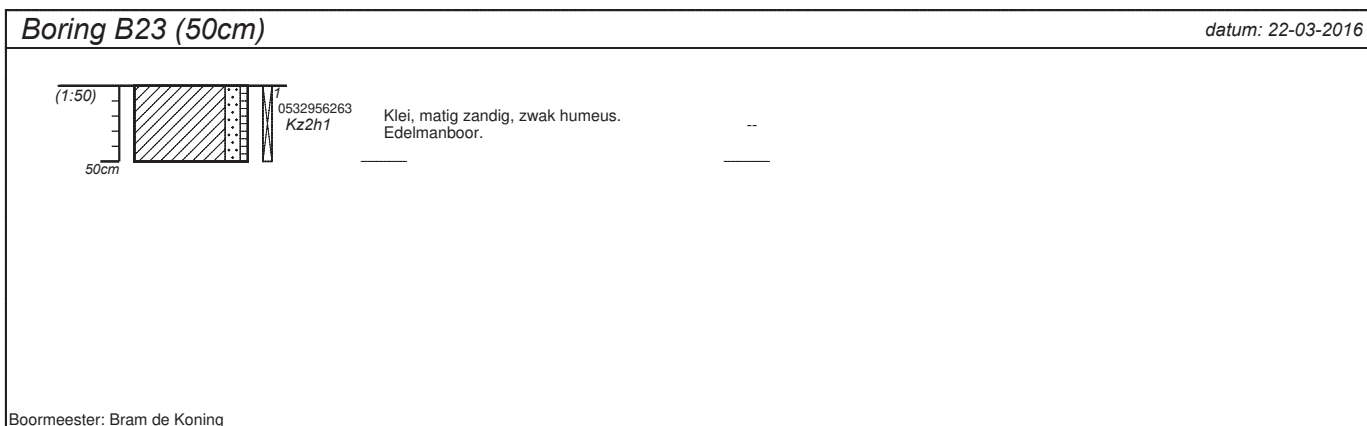 Boring B23 (50cm)
datum: 22-03-2016
(1:50)
1
0532956263
Kz2h1
Klei, matig zandig, zwak humeus.
Edelmanboor.
--
50cm
Boormeester: Bram de Koning